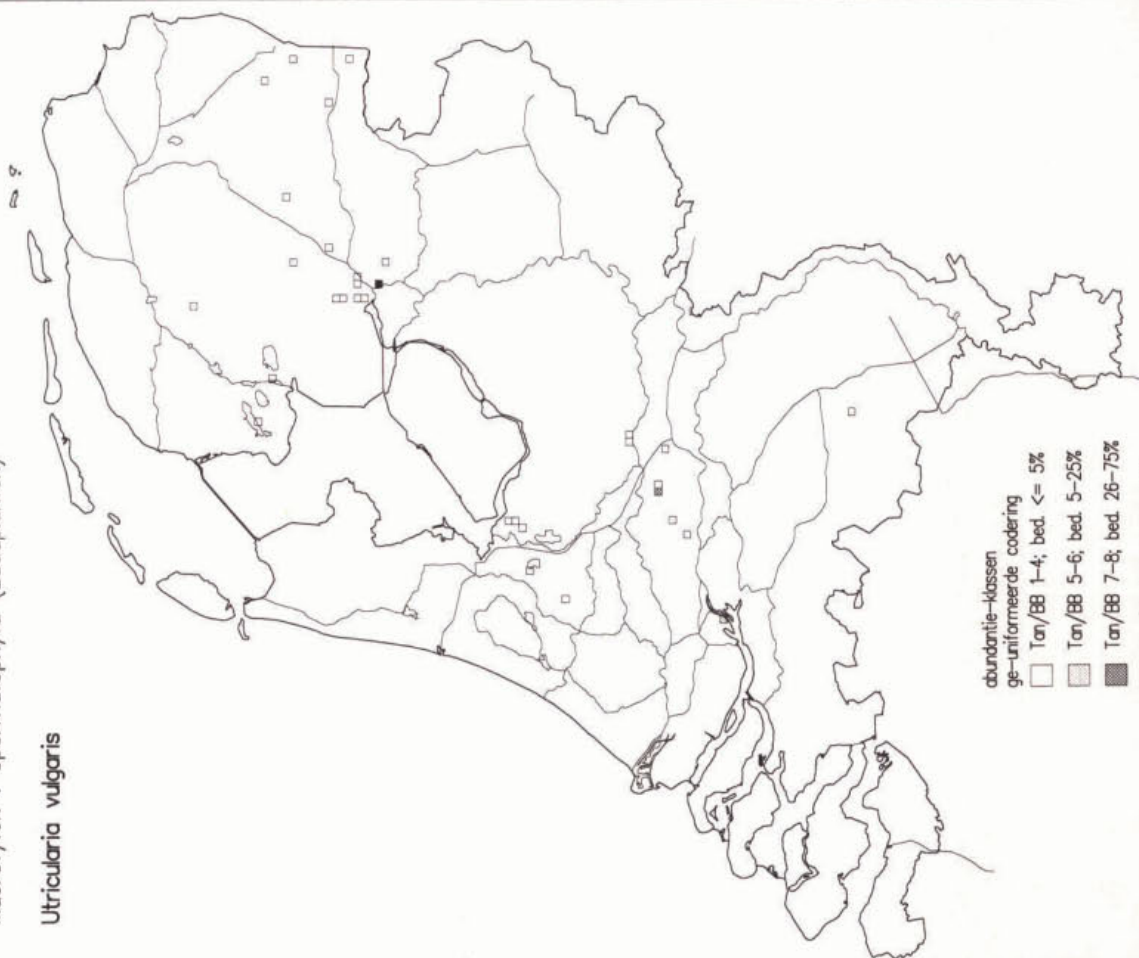 Utricularia vulgaris
abundantie-klassen
ge-uniformeerde codering
Tan/BB 1-4; bed. <= 5%
Tan/BB 5-6; bed. 5-25%
Tan/BB 7-8; bed. 26-75%